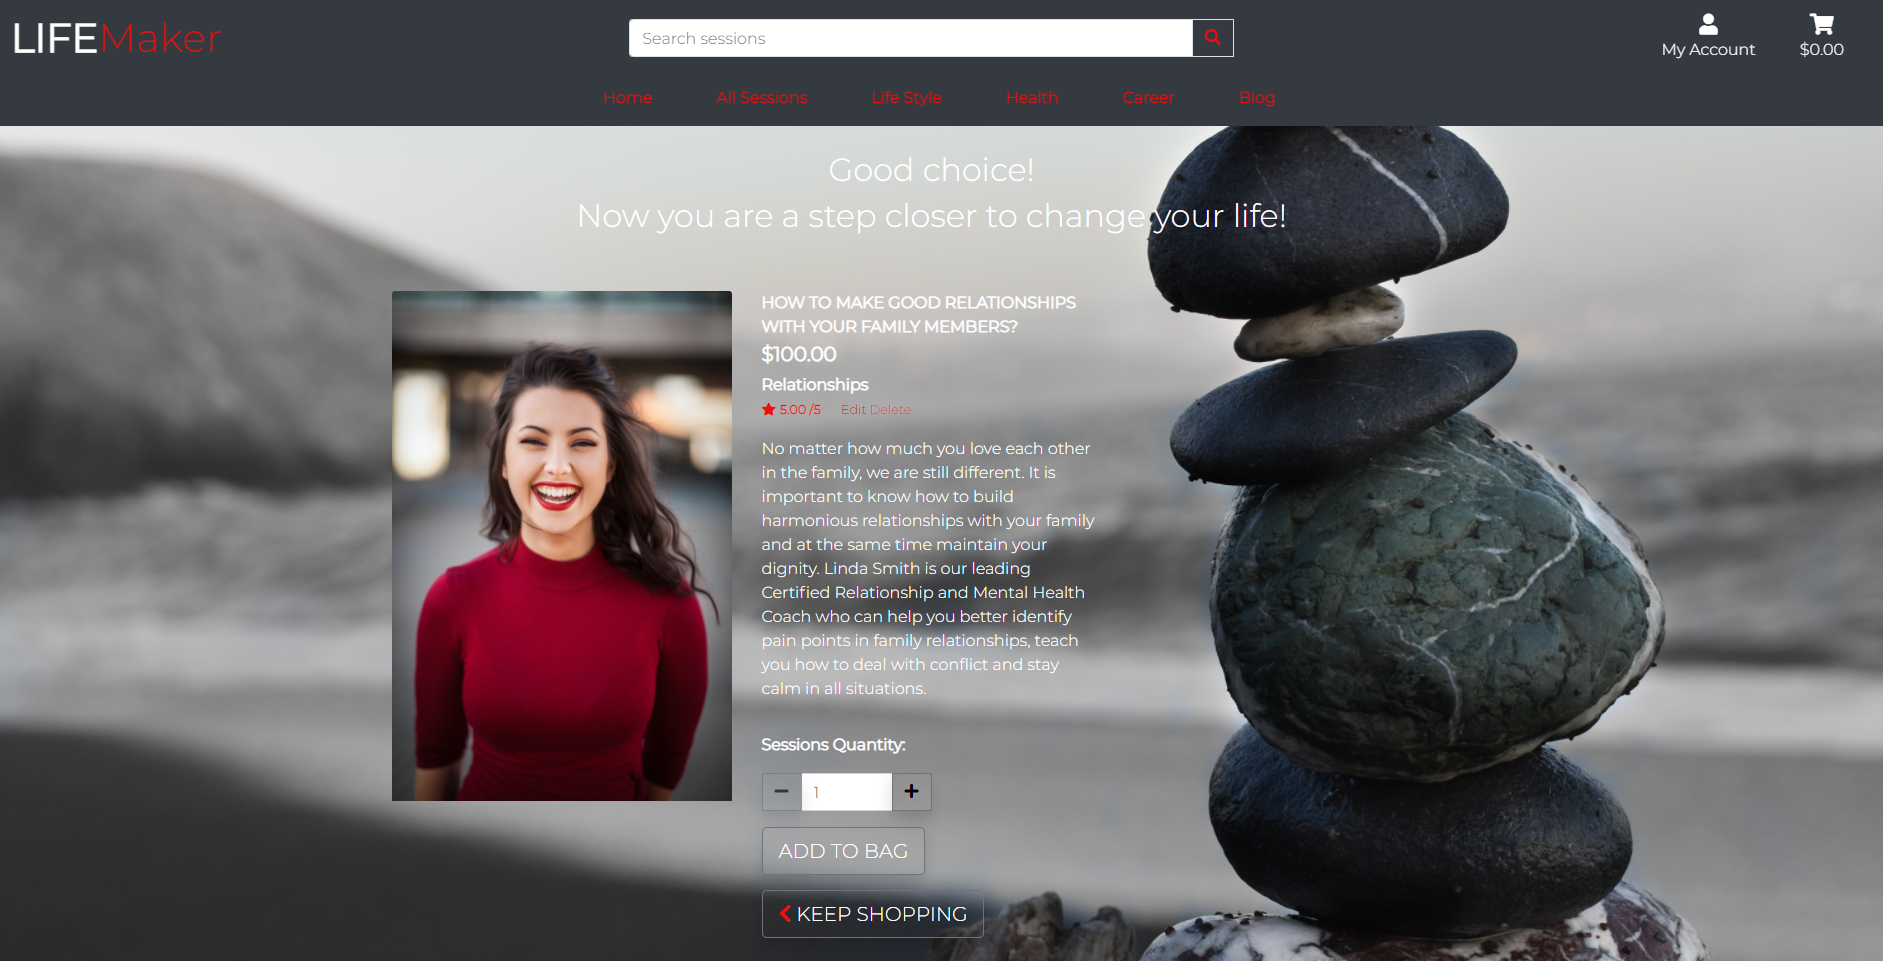 LIFEMaker
Search sessions
My Account
$0.00
Home All Sessions Life Style Health Career Blog
Good choice!
Now you are a step closer to change your life!
HOW TO MAKE GOOD RELATIONSHIPS
WITH YOUR FAMILY MEMBERS?
$100.00
Relationships
5.00 /5 Edit Delete
No matter how much you love each other
in the family, we are still different. It is
important to know how to build
harmonious relationships with your family
and at the same time maintain your
dignity. Linda Smith is our leading
Certified Relationship and Mental Health
Coach who can help you better identify
pain points in family relationships, teach
you how to deal with conflict and stay
calm in all situations.
Sessions Quantity:
1
ADD TO BAG
KEEP SHOPPING